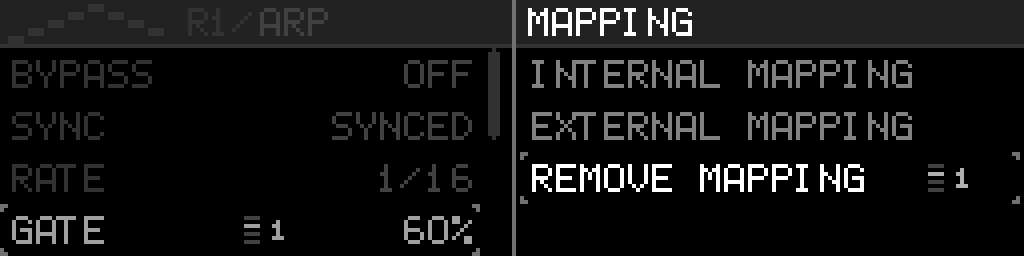 R1/ARP
BYPASS OFF
SYNC SYNCED
RATE 1/16
GATE 1 60%
MAPPING
INTERNAL MAPPING
EXTERNAL MAPPING
REMOVE MAPPING 1